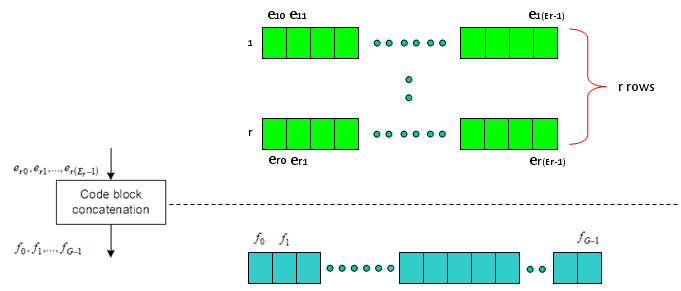 e10 e11 e1(Er-1)
1
r rows
r
er0 er1 er(Er-1)
e_{r0}, e_{r1},..., e_{r(E_r-1)}
Code block
concatenation
f_0, f_1,..., f_{G-1}
f_0, f_1 f_{G-1}